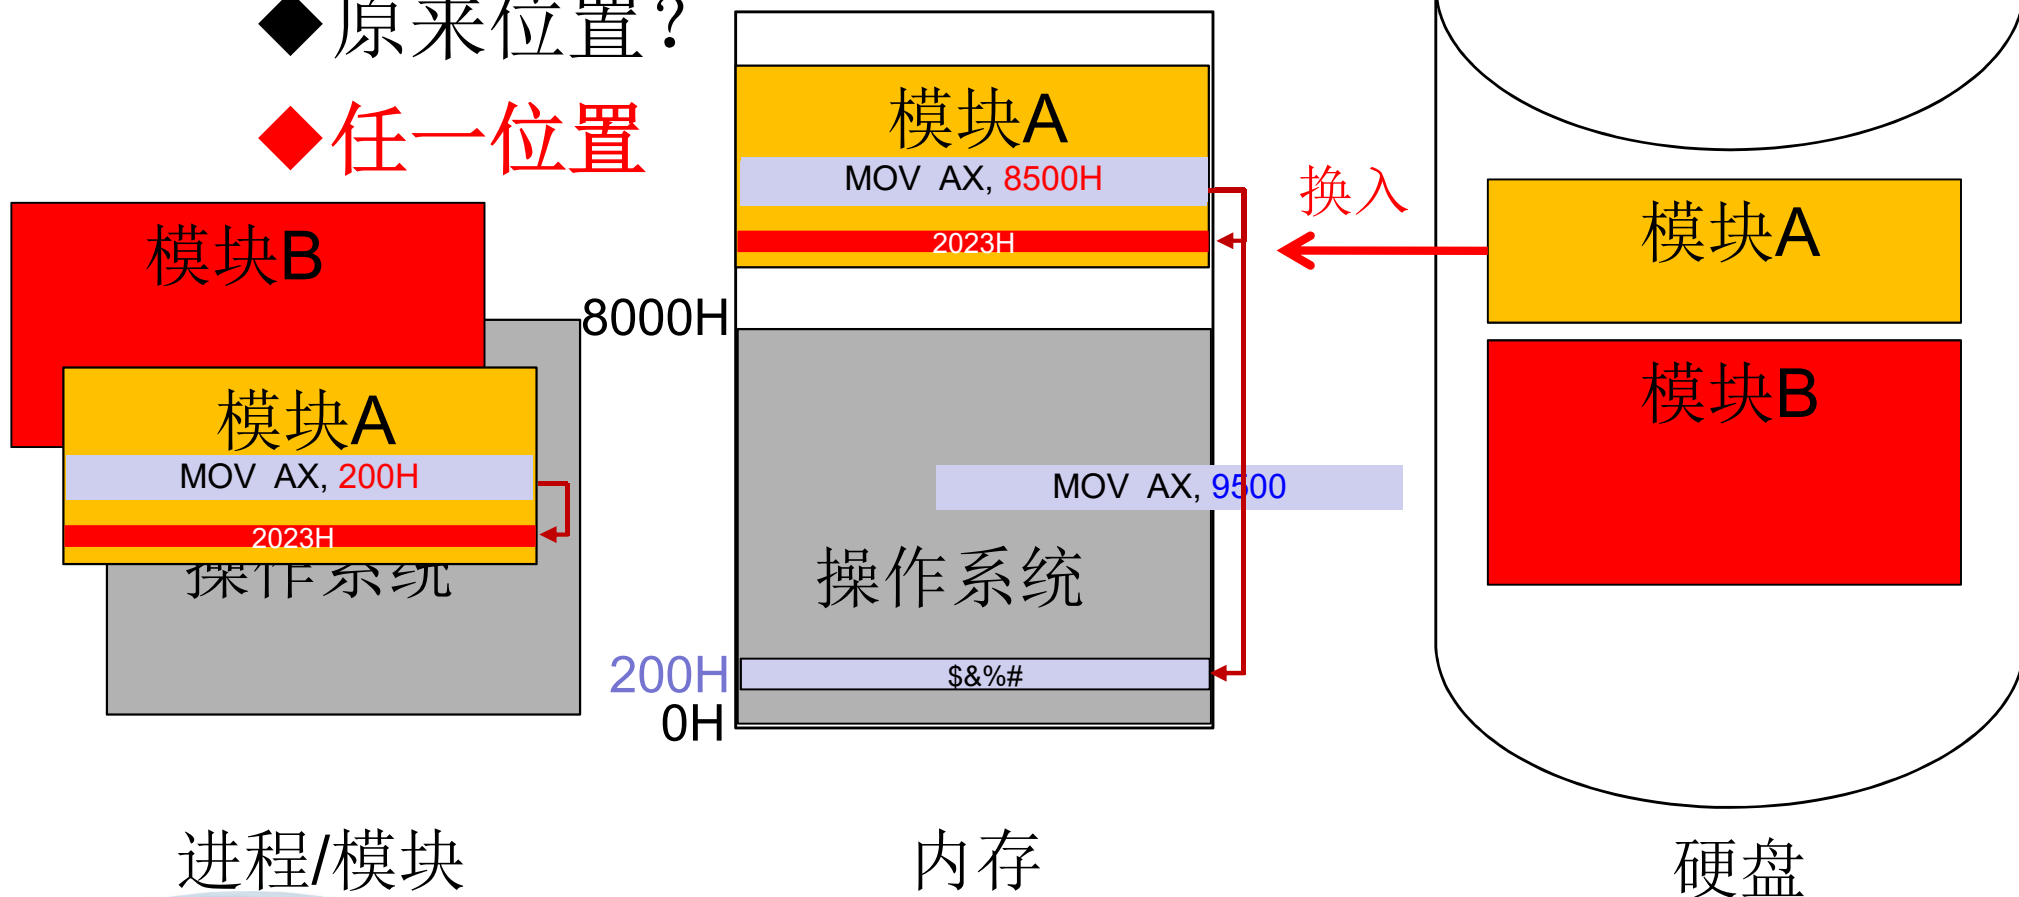 ◆原来位置？
◆任一位置
模块B
模块A
MOV AX, 200H
2023H
操作系统
进程/模块
模块A
MOV AX, 8500H
2023H
8000H
MOV AX, 9500
操作系统
200H
$&%#
0H
内存
换入
模块A
模块B
硬盘